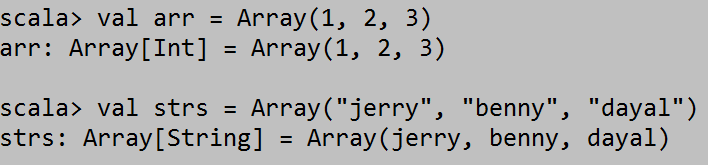 scala> val arr = Array(1, 2, 3)
arr: Array[Int] = Array(1, 2, 3)
scala> val strs = Array("jerry", "benny", "dayal")
strs: Array[String] = Array(jerry, benny, dayal)